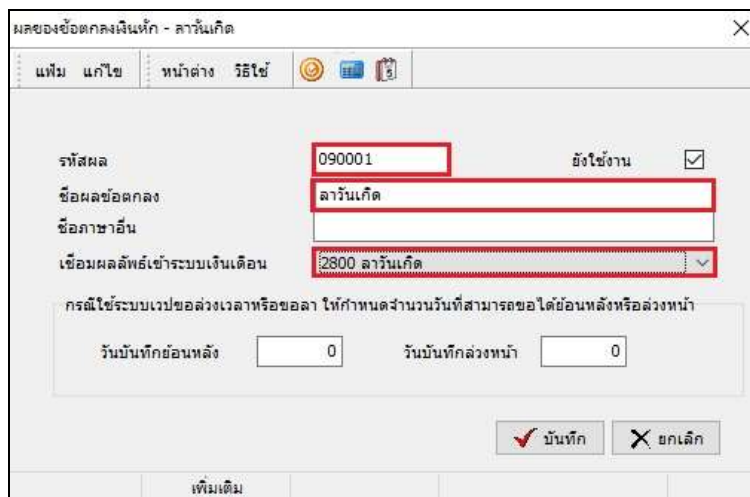 ผลของข้อตกลงเงินหัก - ลาวันเกิด
แฟ้ม แก้ไข หน้าต่าง วิธีใช้
5
รหัสผล 090001 ยังใช้งาน
ชื่อผลข้อตกลง ลาวันเกิด
ชื่อภาษาอื่น
เชื่อมผลลัพธ์เข้าระบบเงินเดือน 2800 ลาวันเกิด
กรณีใช้ระบบเวปขอล่วงเวลาหรือขอลา ให้กำหนดจำนวนวันที่สามารถขอได้ย้อนหลังหรือล่วงหน้า
วันบันทึกย้อนหลัง 0 วันบันทึกล่วงหน้า 0
บันทึก ยกเลิก
เพิ่มเติม